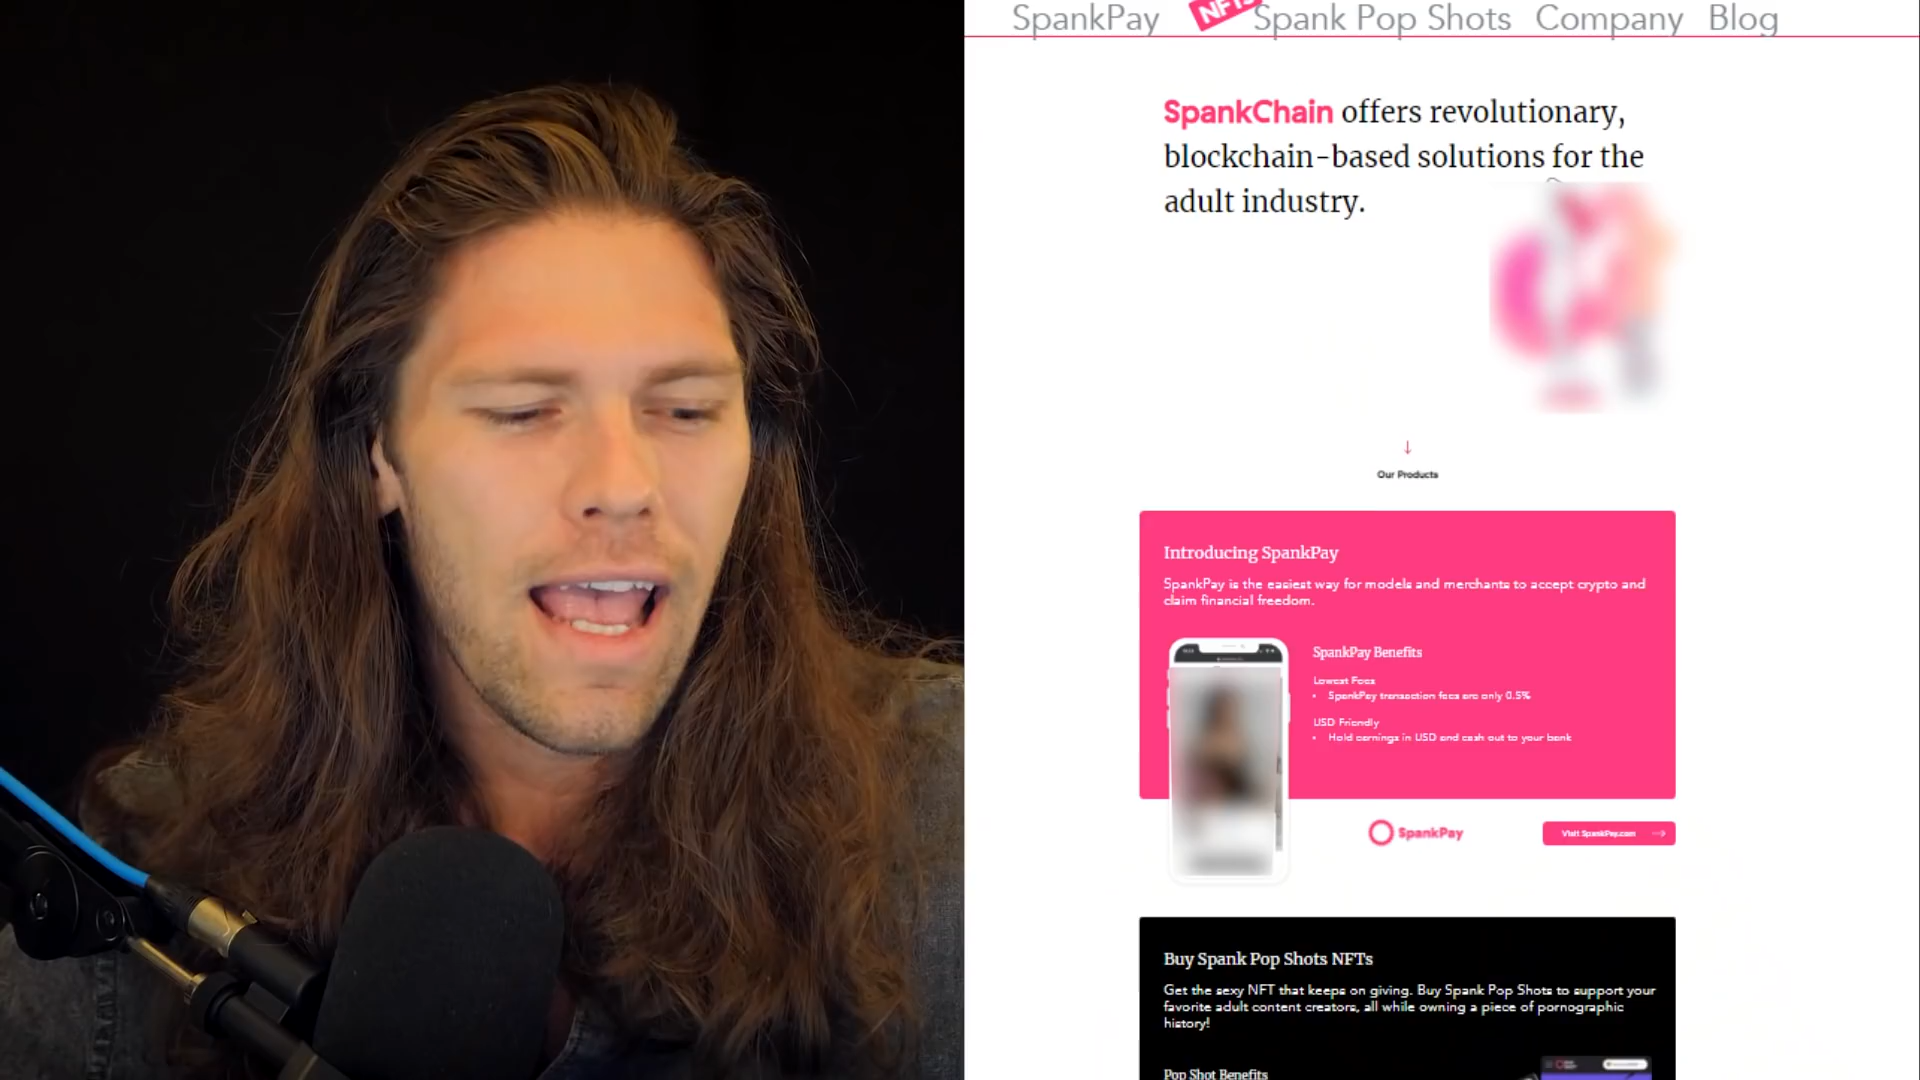 SpankPay NFTs Spank Pop Shots Company Blog
SpankChain offers revolutionary,
blockchain-based solutions for the
adult industry.
↓
Our Products
Introducing SpankPay
SpankPay is the easiest way for models and merchants to accept crypto and
claim financial freedom.
SpankPay Benefits
Lowest Fees
• SpankPay transaction fees are only 0.5%
USD Friendly
• Hold earnings in USD and cash out to your bank
SpankPay
Visit SpankPay.com →
Buy Spank Pop Shots NFTs
Get the sexy NFT that keeps on giving. Buy Spank Pop Shots to support your
favorite adult content creators, all while owning a piece of pornographic
history!
Pop Shot Benefits